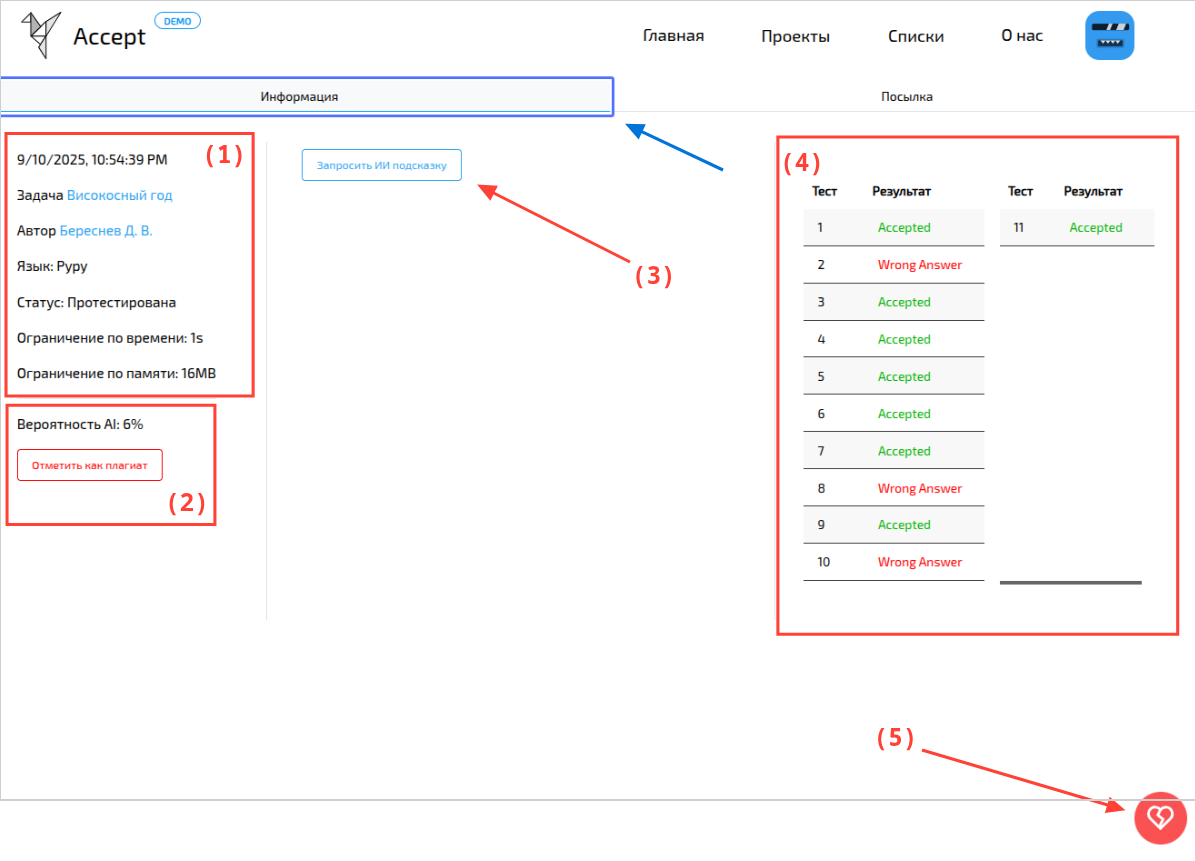 Accept DEMO
Главная Проекты Списки О нас
Информация Посылка
(1)
9/10/2025, 10:54:39 PM
Задача Високосный год
Автор Береснев Д. В.
Язык: Pypy
Статус: Протестирована
Ограничение по времени: 1s
Ограничение по памяти: 16MB
Вероятность AI: 6%
Отметить как плагиат
(2)
Запросить ИИ подсказку
(3)
(4)
Тест Результат Тест Результат
1 Accepted 11 Accepted
2 Wrong Answer
3 Accepted
4 Accepted
5 Accepted
6 Accepted
7 Accepted
8 Wrong Answer
9 Accepted
10 Wrong Answer
(5)